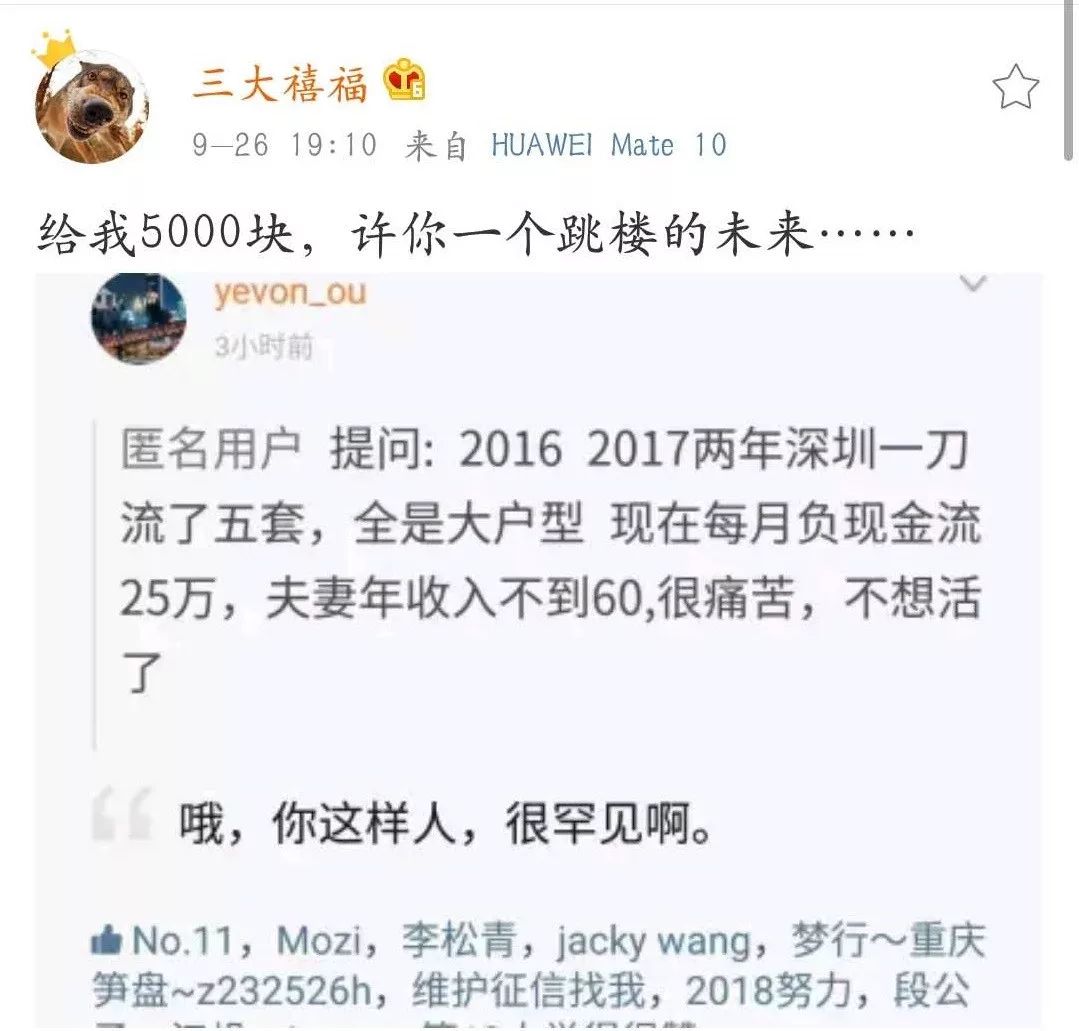 三大禧福
9-26 19:10 来自 HUAWEI Mate 10
给我5000块，许你一个跳楼的未来……
yevon_ou
3小时前
匿名用户 提问: 2016 2017两年深圳一刀
流了五套，全是大户型 现在每月负现金流
25万，夫妻年收入不到60,很痛苦，不想活
了
哦，你这样人，很罕见啊。
No.11，Mozi，李松青，jacky wang，梦行～重庆
笋盘~z232526h，维护征信找我，2018努力，段公